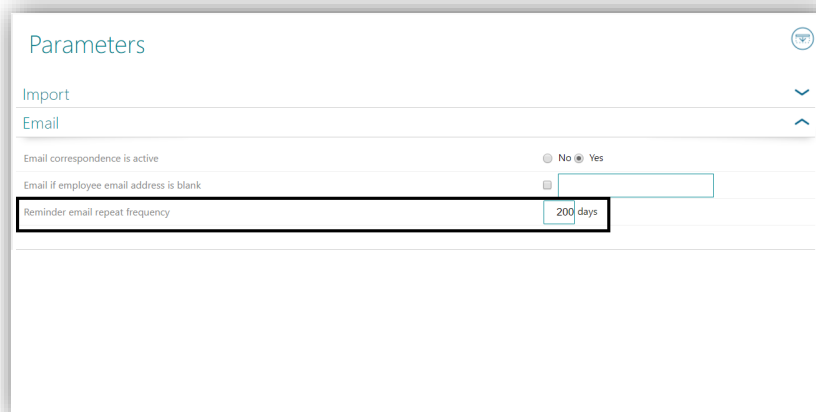 Parameters
Import
Email
Email correspondence is active No Yes
Email if employee email address is blank
Reminder email repeat frequency 200 days